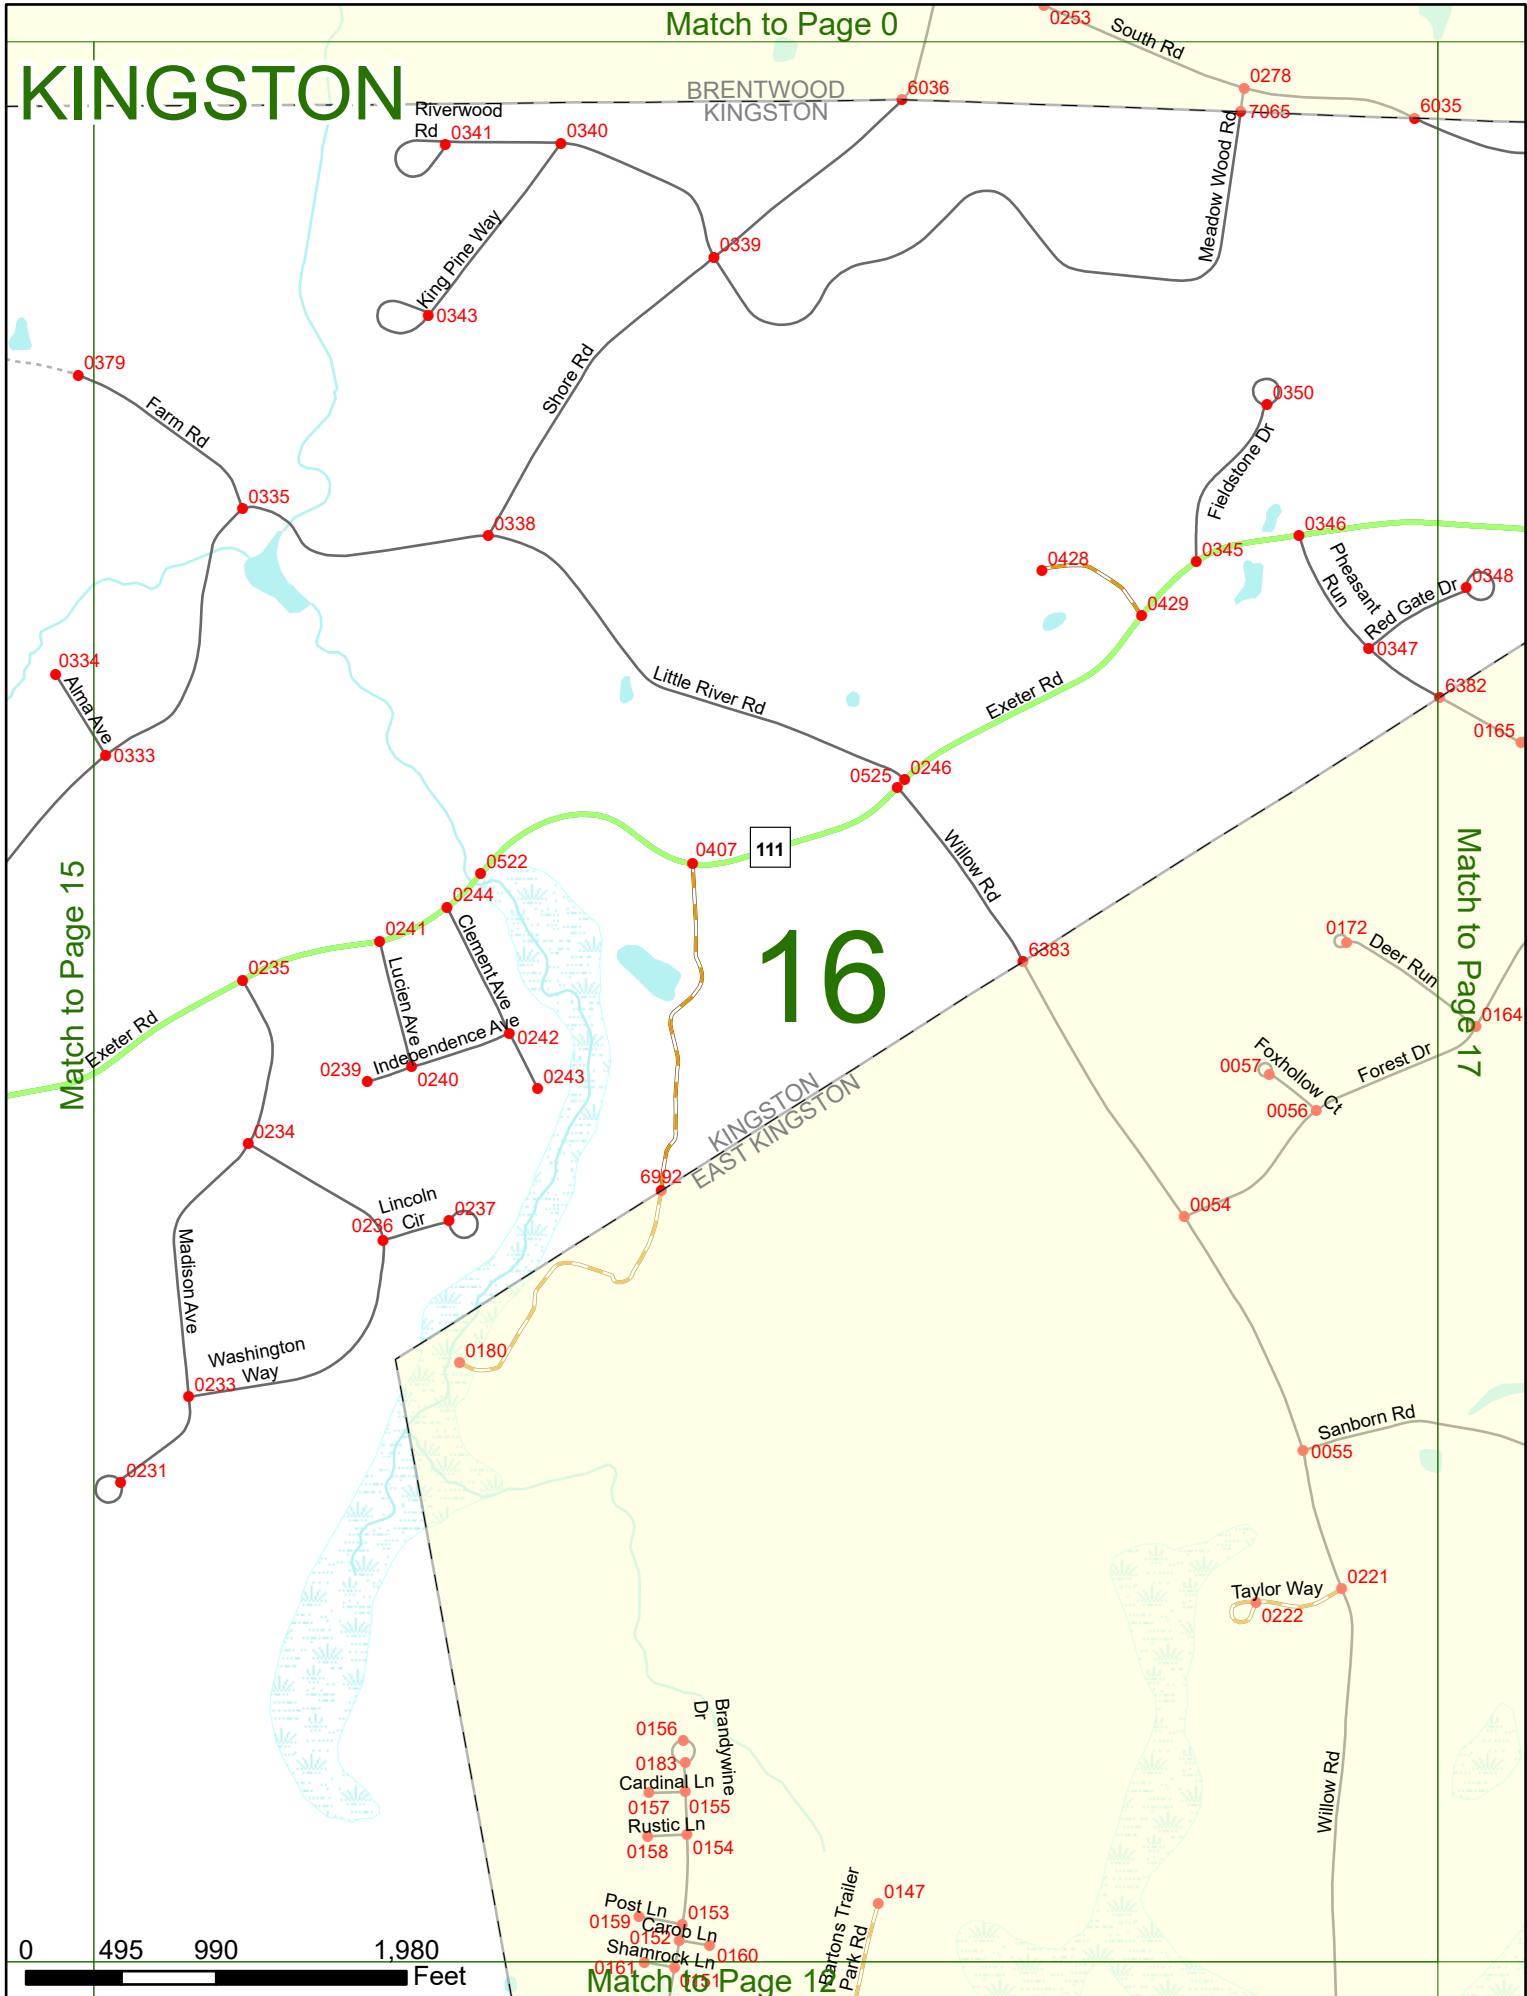 Match to Page 0
0253
South Rd
KINGSTON
0278
BRENTWOOD
KINGSTON
6036
7065
6035
Riverwood
Rd
0341
0340
Meadow Wood Rd
King Pine Way
0339
0343
0379
Shore Rd
Farm Rd
0350
Fieldstone Dr
0335
0338
0346
0345
0428
Pheasant
Run
0348
Red Gate Dr
0429
0347
0334
Alma Ave
Little River Rd
Exeter Rd
6382
0165
0333
0246
0525
Willow Rd
0407
111
0522
0244
Match to Page 15
Match to Page 17
0241
Clement Ave
16
0172
Deer Run
6383
0235
Lucien Ave
Exeter Rd
Independence Ave
0242
0164
0239
0240
0243
Foxhollow Ct
0057
Forest Dr
0056
KINGSTON
EAST KINGSTON
0234
6992
Lincoln
Cir
0237
0236
0054
Madison Ave
0180
Washington
Way
0233
Sanborn Rd
0055
0231
0221
Taylor Way
0222
Brandywine
Dr
0156
0183
Cardinal Ln
0157
0155
Willow Rd
Rustic Ln
0158
0154
Bartons Trailer
Park Rd
0147
Post Ln
0159
0153
Carob Ln
0152
0160
Shamrock Ln
0161
0151
0
495
990
1,980
Feet
Match to Page 12